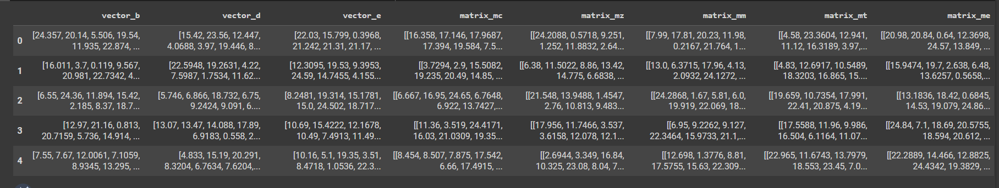 vector_b vector_d vector_e matrix_mc matrix_mz matrix_mm matrix_mt matrix_me
0 [24.357, 20.14, 5.506, 19.54, [15.42, 23.56, 12.447, [22.03, 15.799, 0.3968, [[16.358, 17.146, 17.9687, [[24.2088, 0.5718, 9.251, [[7.99, 17.81, 20.23, 11.98, [[4.58, 23.3604, 12.941, [[20.98, 20.84, 0.64, 12.3698,
11.935, 22.874, ... 4.0688, 3.97, 19.446, 8... 21.242, 21.31, 21.17, ... 17.394, 19.584, 7.5... 1.252, 11.8832, 2.64... 0.2167, 21.764, 1... 11.12, 16.3189, 3.97,... 24.57, 13.849, ...
1 [16.011, 3.7, 0.119, 9.567, [22.5948, 19.2631, 4.22, [12.3095, 19.53, 9.3953, [[3.7294, 2.9, 15.5082, [[6.38, 11.5022, 8.86, 13.42, [[13.0, 6.3715, 17.96, 4.13, [[4.83, 12.6917, 10.5489, [[15.9474, 19.7, 2.638, 6.48,
20.981, 22.7342, 4... 7.5987, 1.7534, 11.62... 24.59, 14.7455, 4.155... 19.235, 20.49, 14.85, ... 14.775, 6.6838, ... 2.0932, 24.1272, ... 18.3203, 16.865, 15.... 13.6257, 0.5658,...
2 [6.55, 24.36, 11.894, 15.42, [5.746, 6.866, 18.732, 6.75, [8.2481, 19.314, 15.1781, [[6.667, 16.95, 24.65, 6.7648, [[21.548, 13.9488, 1.4547, [[24.2868, 1.67, 5.81, 6.0, [[19.659, 10.7354, 17.991, [[13.1836, 18.42, 0.6845,
2.185, 8.37, 18.7... 9.2424, 9.091, 6.... 15.0, 24.502, 18.717... 6.922, 13.7427,... 2.76, 10.813, 9.483... 19.919, 22.069, 18... 22.41, 20.875, 4.19... 14.53, 19.079, 24.86...
3 [12.97, 21.16, 0.813, [13.07, 13.47, 14.088, 17.89, [10.69, 15.4222, 12.1678, [[11.36, 3.519, 24.4171, [[17.956, 11.7466, 3.537, [[6.95, 9.2262, 9.127, [[17.5588, 11.96, 9.986, [[24.84, 7.1, 18.69, 20.5755,
20.7159, 5.736, 14.914, ... 6.9183, 0.558, 2... 10.49, 7.4913, 11.49... 16.03, 21.0309, 19.35... 3.6158, 12.078, 12.1... 22.3464, 15.9733, 21.1,... 16.504, 6.1164, 11.07... 18.594, 20.612, ...
4 [7.55, 7.67, 12.0061, 7.1059, [4.833, 15.19, 20.291, [10.16, 5.1, 19.35, 3.51, [[8.454, 8.507, 7.875, 17.542, [[2.6944, 3.349, 16.84, [[12.698, 1.3776, 8.81, [[22.965, 11.6743, 13.7979, [[22.2889, 14.466, 12.8825,
8.9345, 13.295, ... 8.3204, 6.7634, 7.6204,... 8.4718, 1.0536, 22.3... 6.66, 17.4915, ... 10.325, 23.08, 8.04, 7... 17.5755, 15.63, 22.309... 18.553, 23.45, 7.0... 24.4342, 19.3829, ...